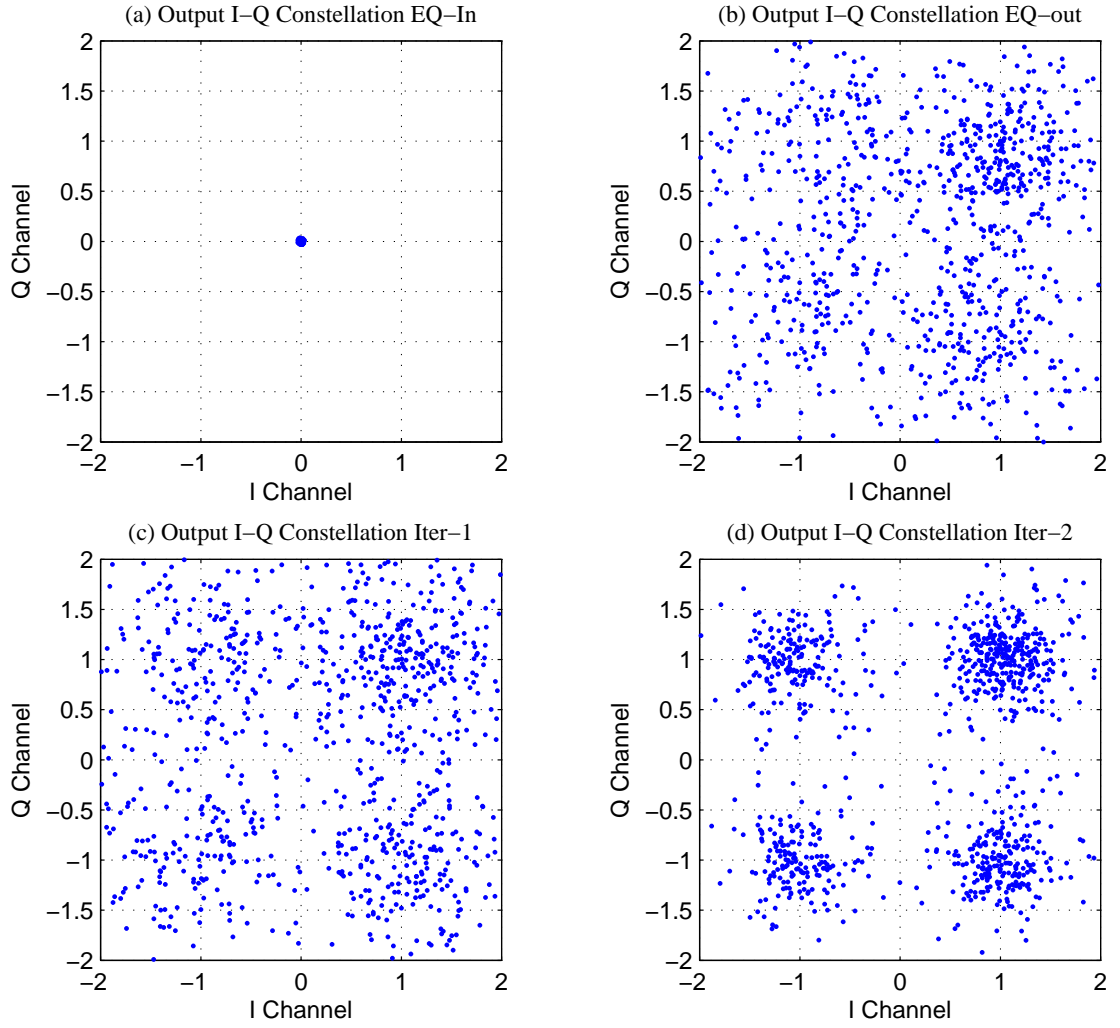 (a) Output I–Q Constellation EQ–In
2
1.5
1
0.5
0
−0.5
−1
−1.5
−2
Q Channel
−2 −1 0 1 2
I Channel
(b) Output I–Q Constellation EQ–out
2
1.5
1
0.5
0
−0.5
−1
−1.5
−2
Q Channel
−2 −1 0 1 2
I Channel
(c) Output I–Q Constellation Iter–1
2
1.5
1
0.5
0
−0.5
−1
−1.5
−2
Q Channel
−2 −1 0 1 2
I Channel
(d) Output I–Q Constellation Iter–2
2
1.5
1
0.5
0
−0.5
−1
−1.5
−2
Q Channel
−2 −1 0 1 2
I Channel